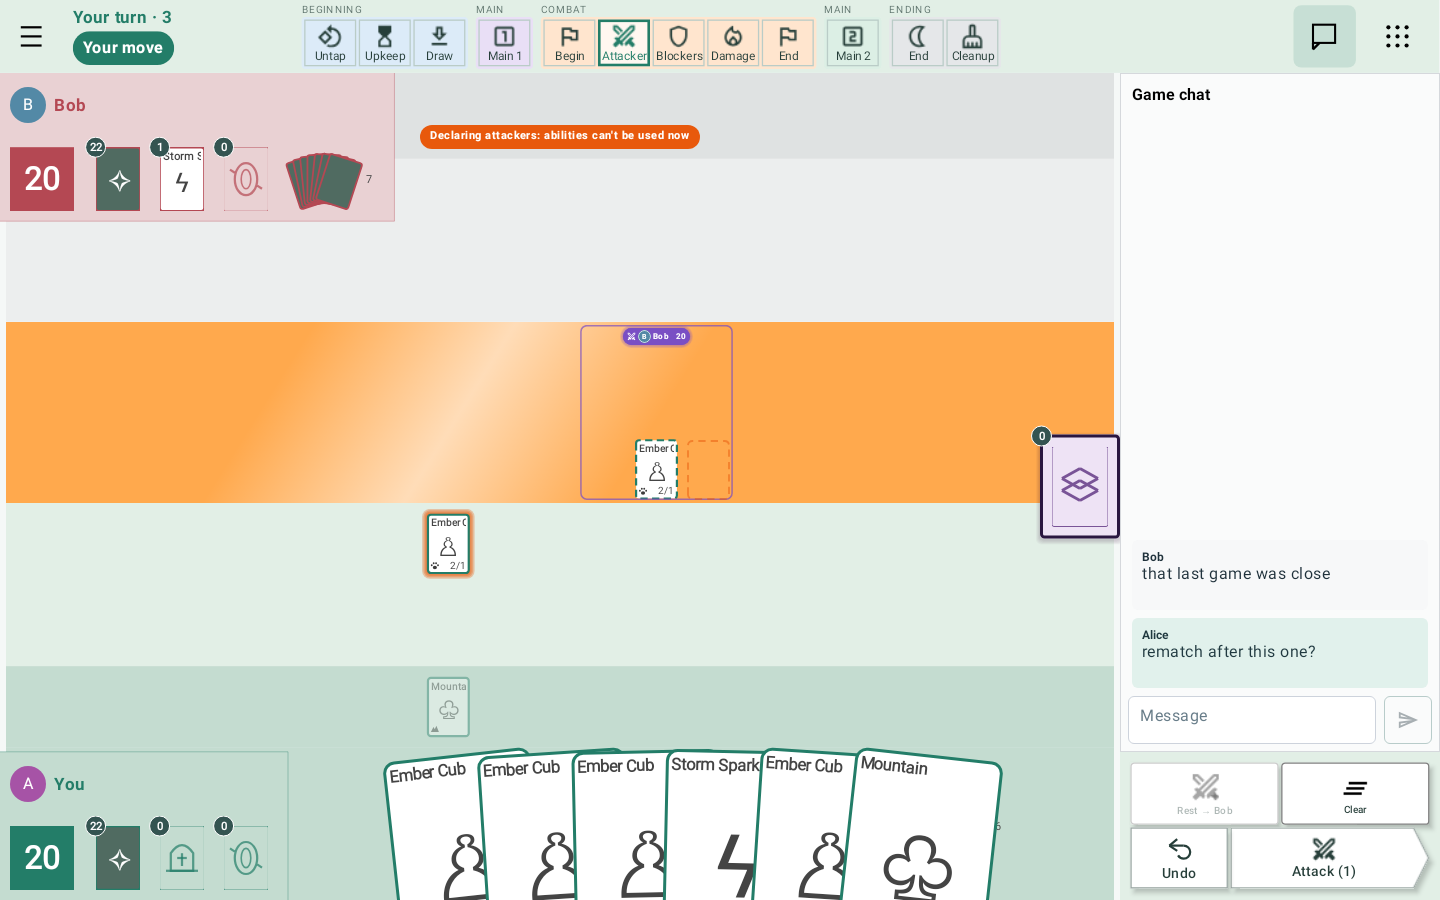 Your turn · 3
Your move
BEGINNING
Untap
Upkeep
Draw
MAIN
1
Main 1
COMBAT
Begin
Attacker
Blockers
Damage
End
MAIN
2
Main 2
ENDING
End
Cleanup
B
Bob
20
22
1
Storm S
0
7
Declaring attackers: abilities can't be used now
B Bob 20
Ember C
2/1
Ember C
2/1
0
Mounta
A
You
20
22
0
0
Ember Cub
Ember Cub
Ember Cub
Storm Spark
Ember Cub
Mountain
6
Game chat
Bob
that last game was close
Alice
rematch after this one?
Message
Rest → Bob
Clear
Undo
Attack (1)